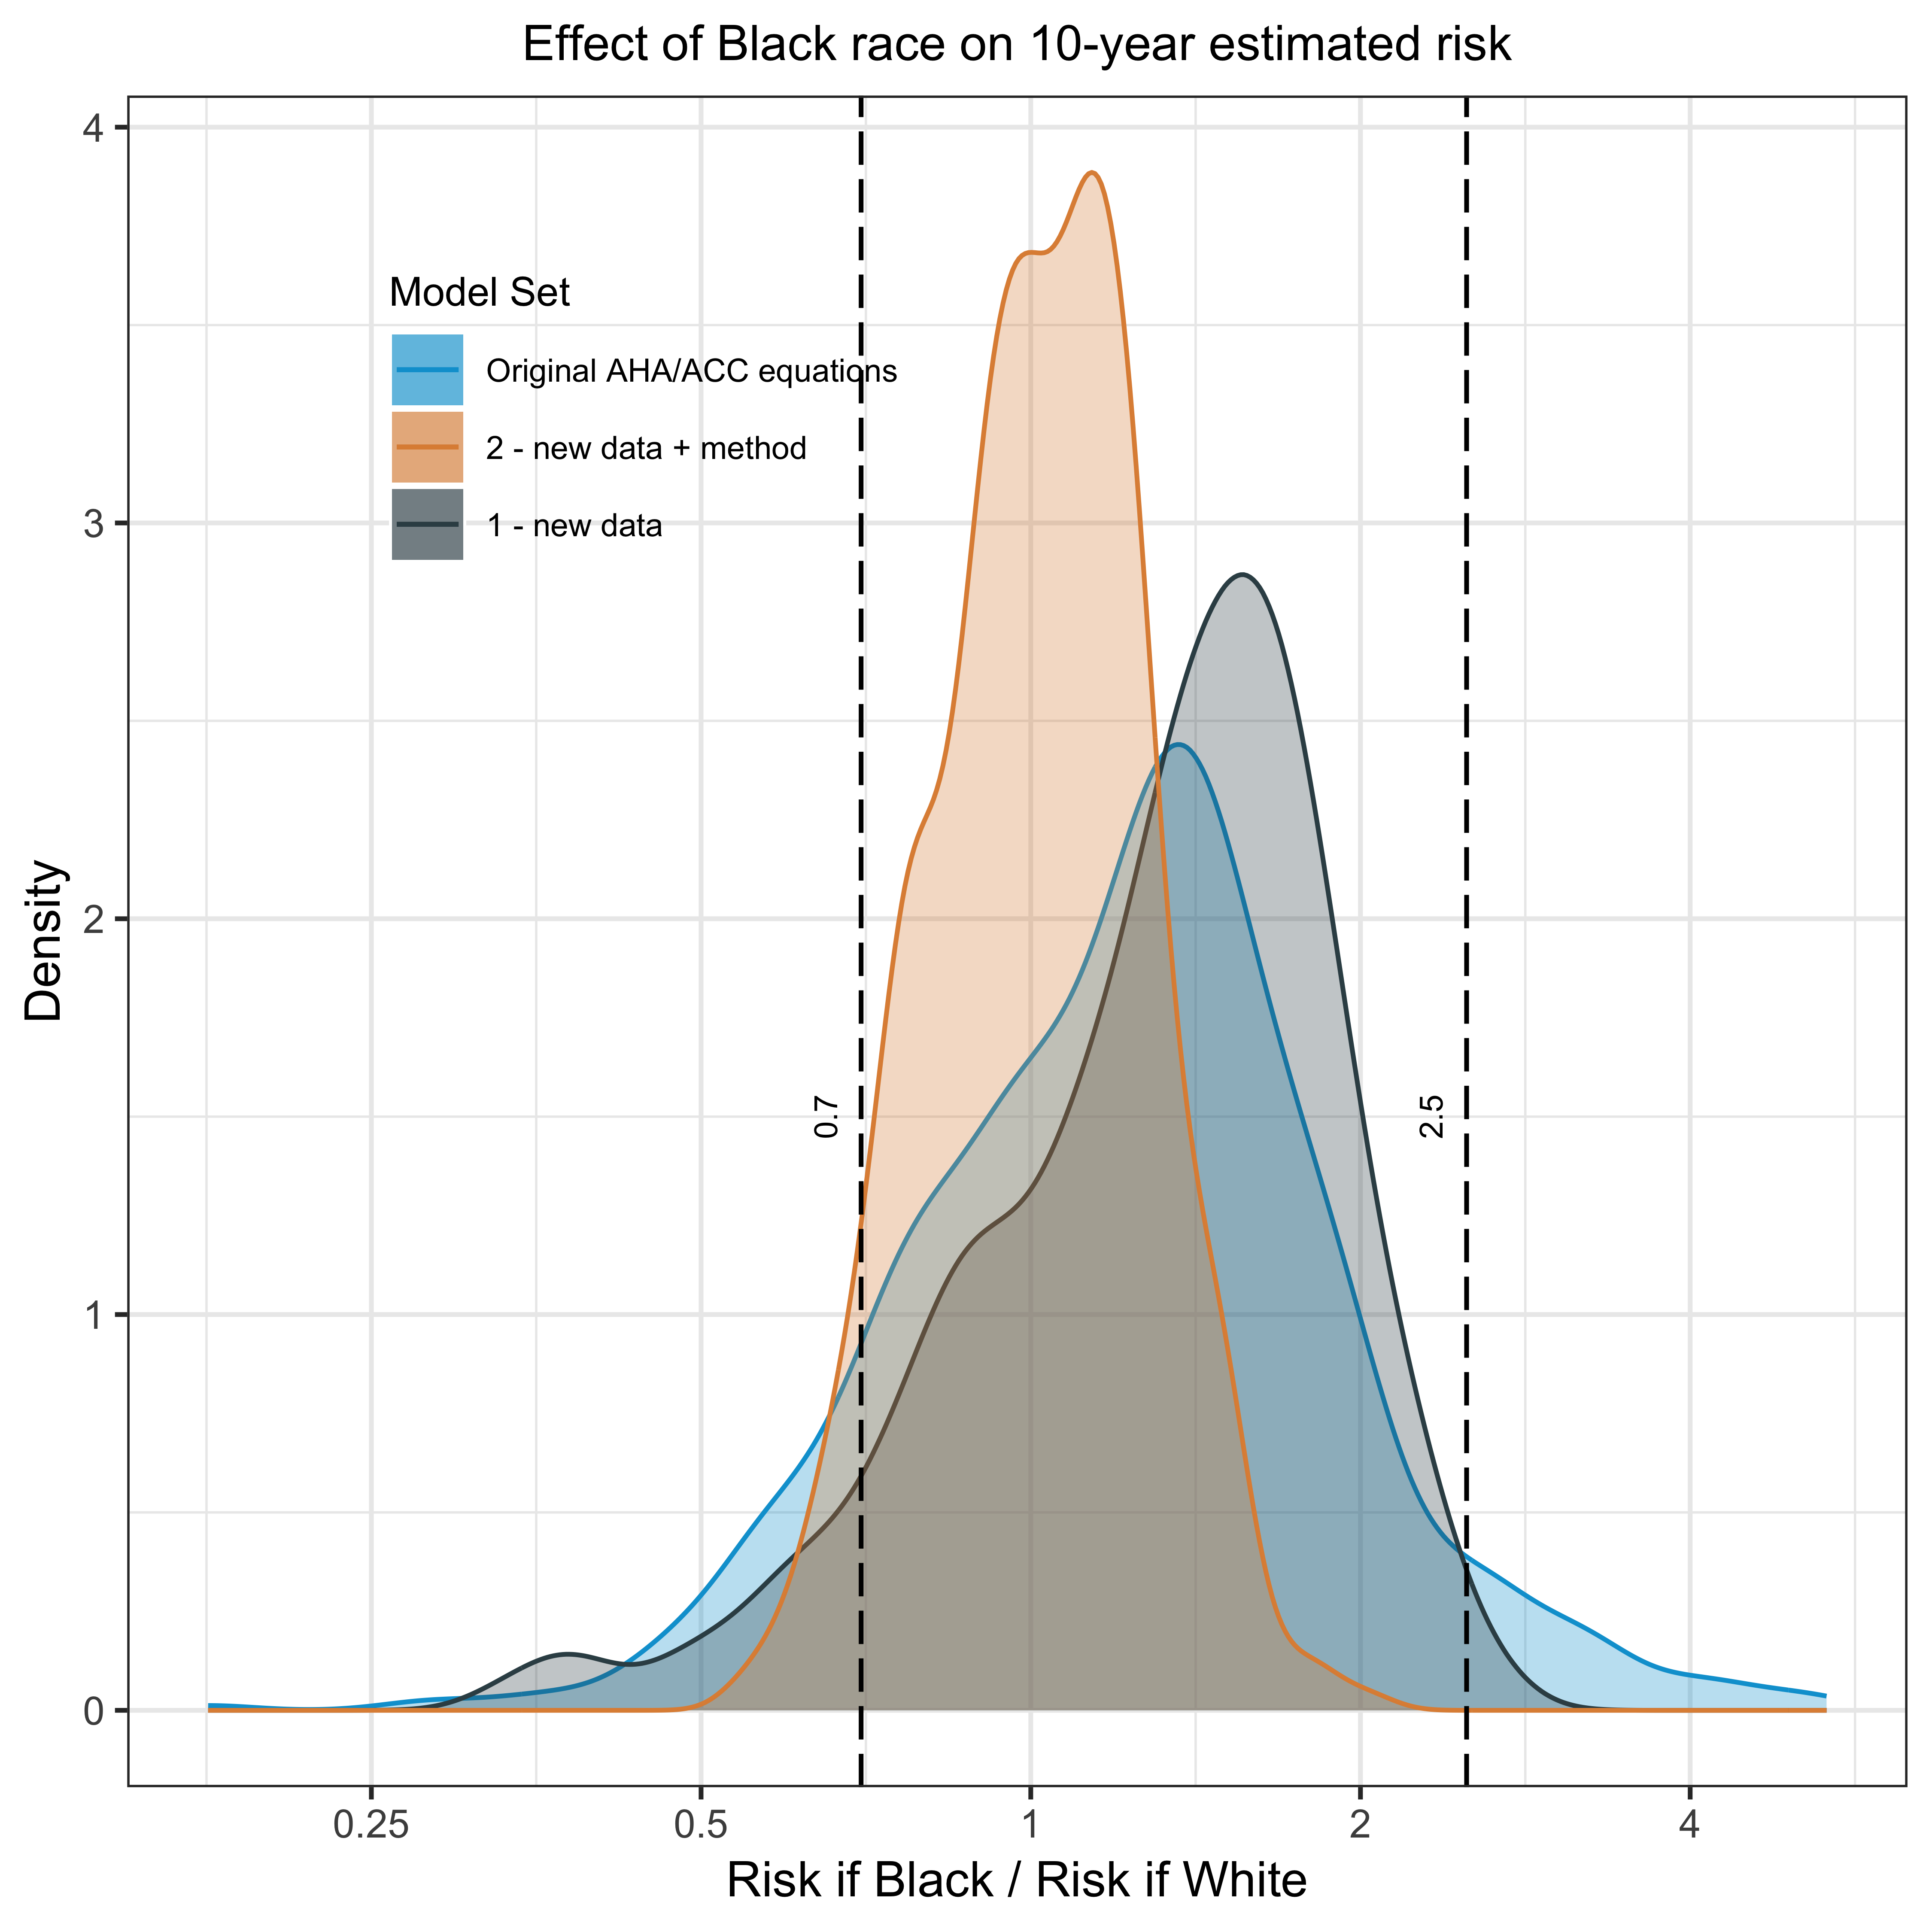 Effect of Black race on 10-year estimated risk
4
3
2
1
0
Density
Model Set
Original AHA/ACC equations
2 - new data + method
1 - new data
0.7
2.5
0.25
0.5
1
2
4
Risk if Black / Risk if White